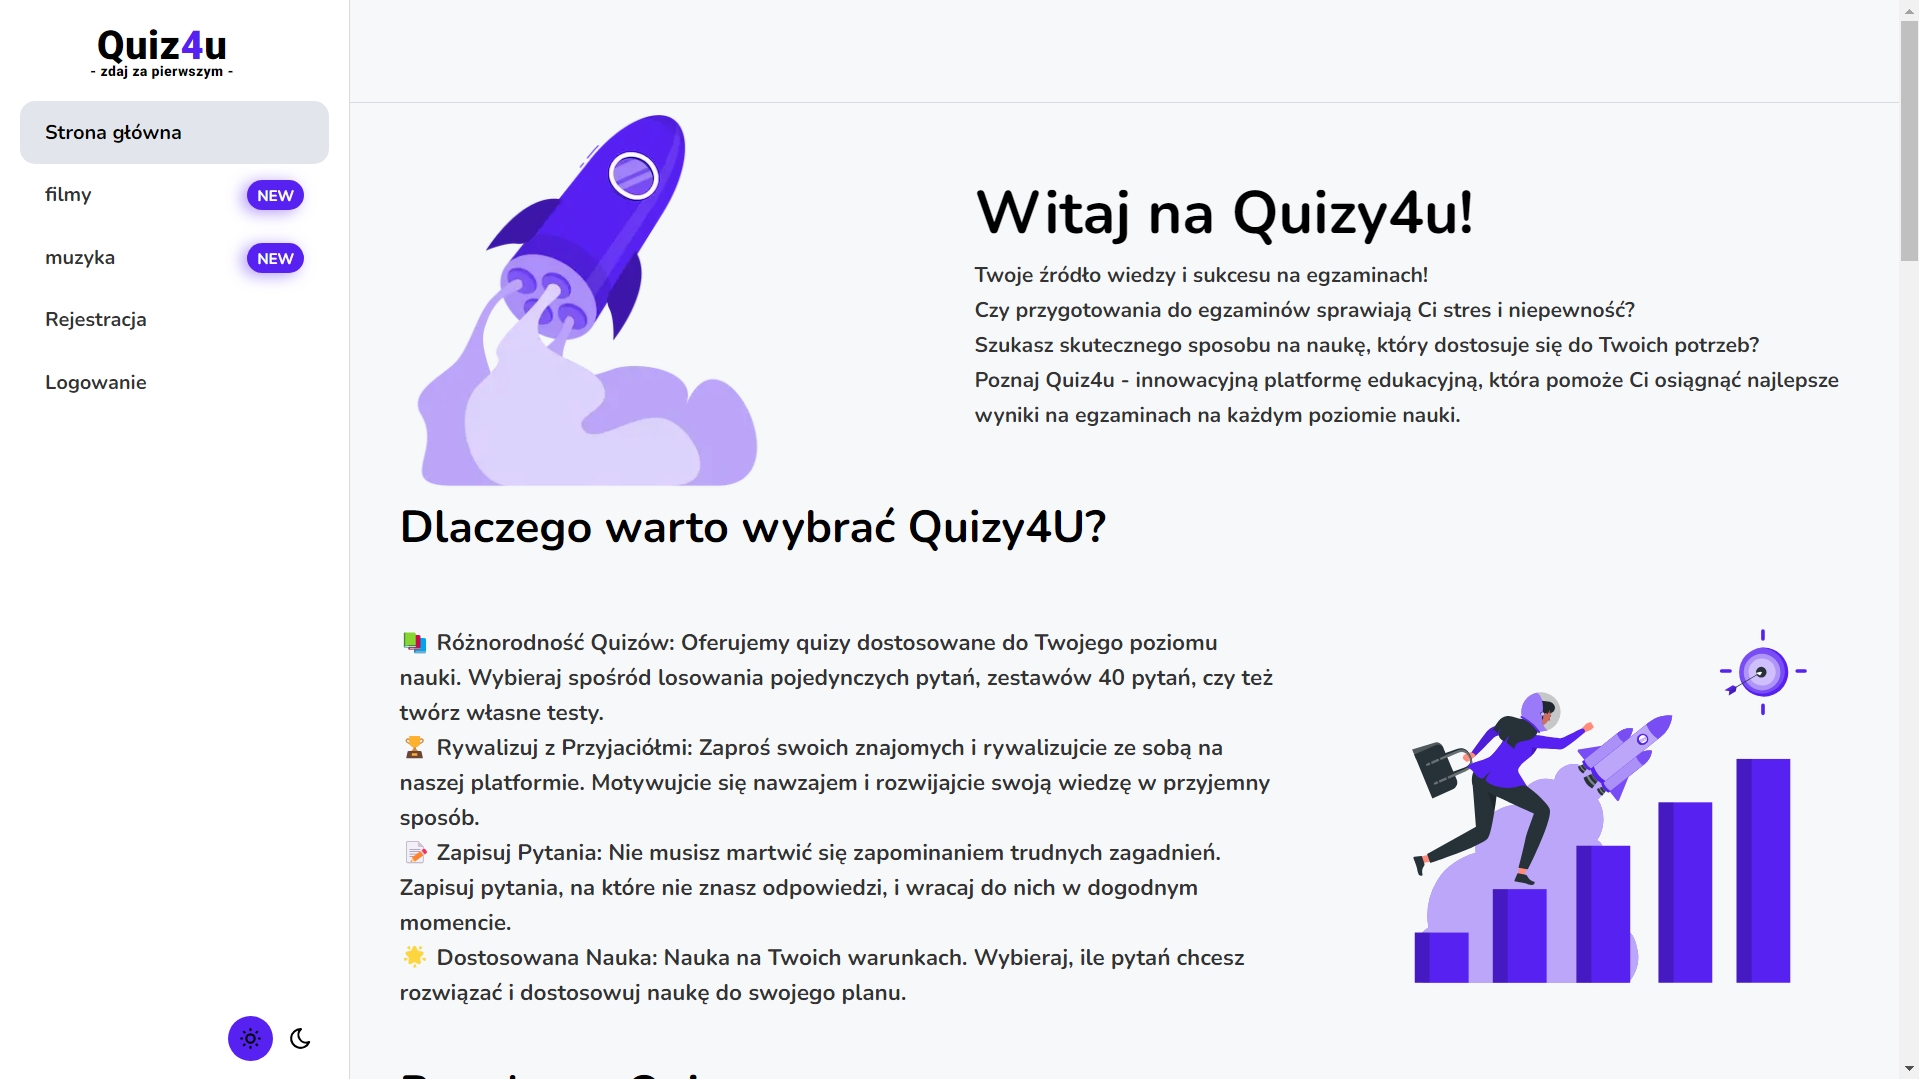 Quiz4u
- zdaj za pierwszym -
Strona główna
filmy NEW
muzyka NEW
Rejestracja
Logowanie
Witaj na Quizy4u!
Twoje źródło wiedzy i sukcesu na egzaminach!
Czy przygotowania do egzaminów sprawiają Ci stres i niepewność?
Szukasz skutecznego sposobu na naukę, który dostosuje się do Twoich potrzeb?
Poznaj Quiz4u - innowacyjną platformę edukacyjną, która pomoże Ci osiągnąć najlepsze
wyniki na egzaminach na każdym poziomie nauki.
Dlaczego warto wybrać Quizy4U?
📚 Różnorodność Quizów: Oferujemy quizy dostosowane do Twojego poziomu
nauki. Wybieraj spośród losowania pojedynczych pytań, zestawów 40 pytań, czy też
twórz własne testy.
🏆 Rywalizuj z Przyjaciółmi: Zaproś swoich znajomych i rywalizujcie ze sobą na
naszej platformie. Motywujcie się nawzajem i rozwijajcie swoją wiedzę w przyjemny
sposób.
📝 Zapisuj Pytania: Nie musisz martwić się zapominaniem trudnych zagadnień.
Zapisuj pytania, na które nie znasz odpowiedzi, i wracaj do nich w dogodnym
momencie.
🌟 Dostosowana Nauka: Nauka na Twoich warunkach. Wybieraj, ile pytań chcesz
rozwiązać i dostosowuj naukę do swojego planu.